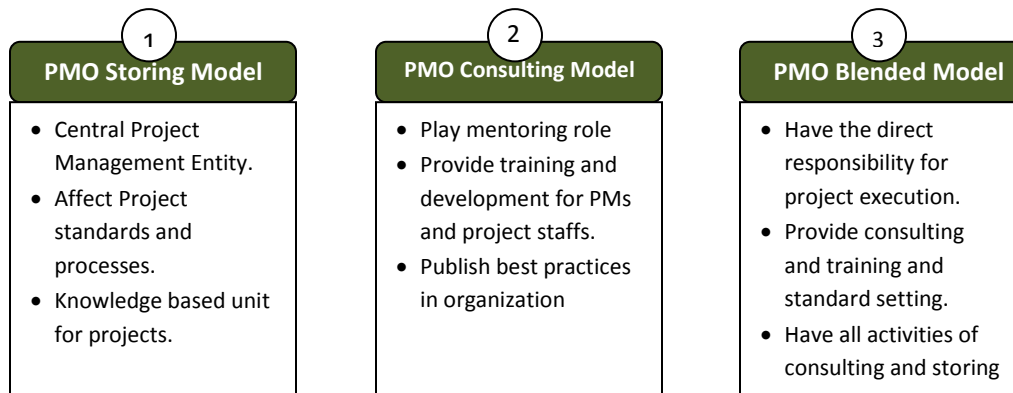 1
PMO Storing Model
• Central Project
Management Entity.
• Affect Project
standards and
processes.
• Knowledge based unit
for projects.
2
PMO Consulting Model
• Play mentoring role
• Provide training and
development for PMs
and project staffs.
• Publish best practices
in organization
3
PMO Blended Model
• Have the direct
responsibility for
project execution.
• Provide consulting
and training and
standard setting.
• Have all activities of
consulting and storing